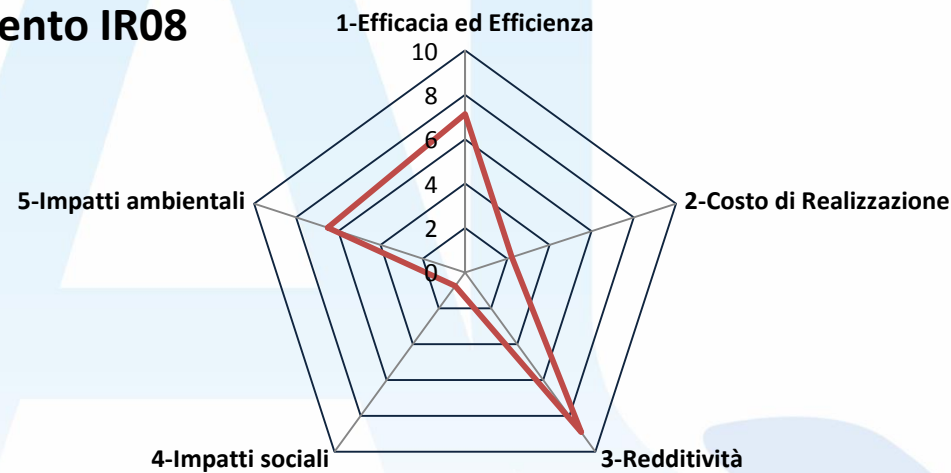 ento IR08
1-Efficacia ed Efficienza
10
8
6
4
2
0
5-Impatti ambientali
2-Costo di Realizzazione
4-Impatti sociali
3-Redditività